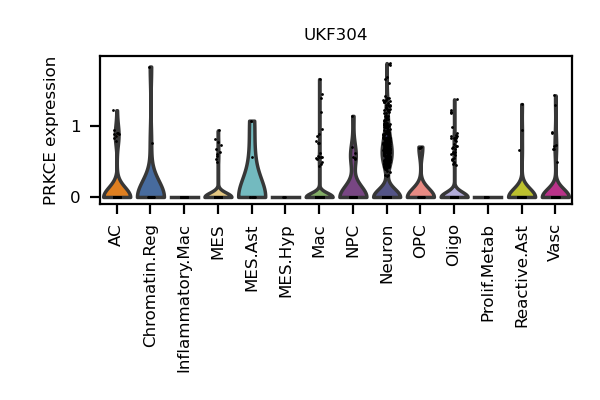 UKF304
PRKCE expression
1
0
AC
Chromatin.Reg
Inflammatory.Mac
MES
MES.Ast
MES.Hyp
Mac
NPC
Neuron
OPC
Oligo
Prolif.Metab
Reactive.Ast
Vasc